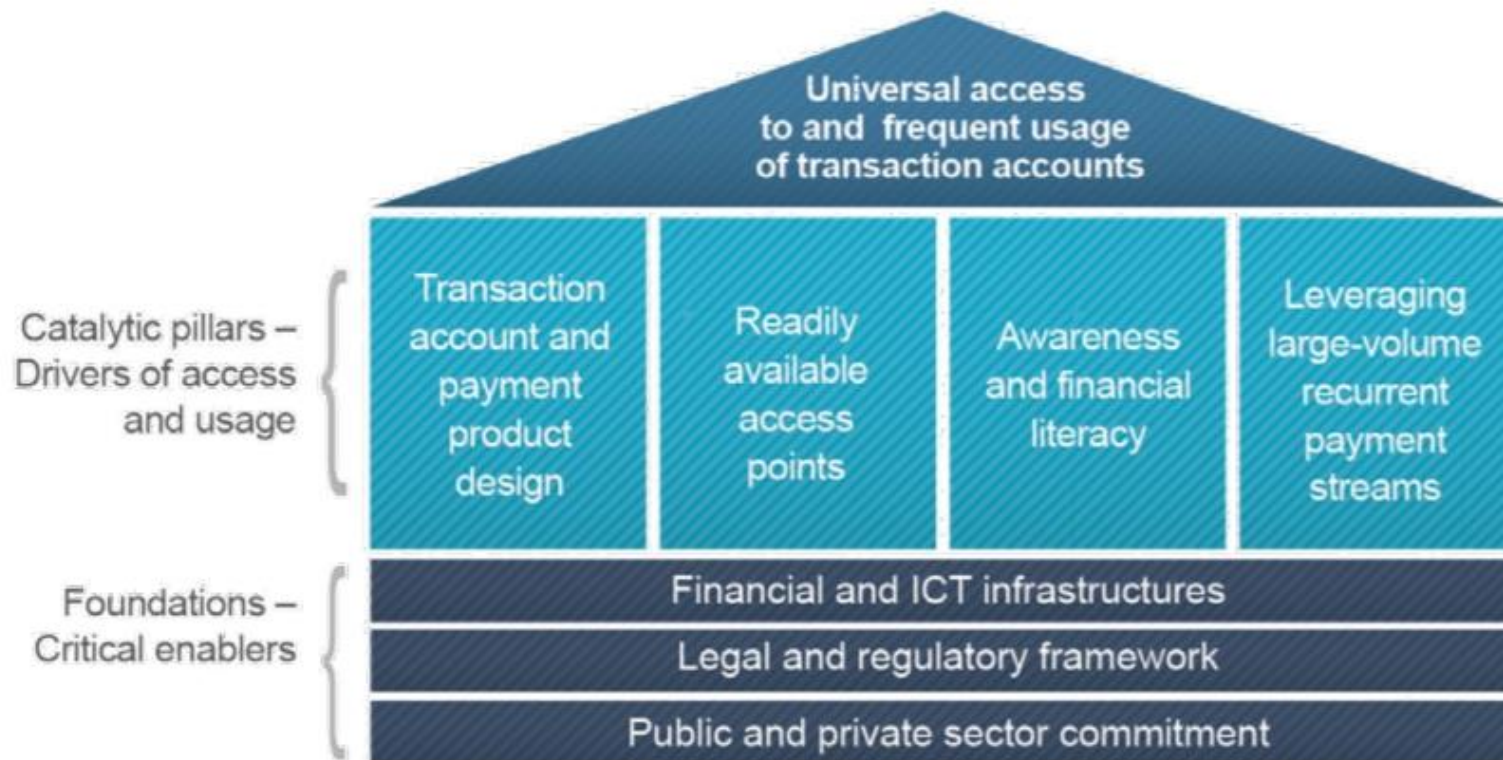 Universal access
to and frequent usage
of transaction accounts
Catalytic pillars –
Drivers of access
and usage
Transaction
account and
payment
product
design
Readily
available
access
points
Awareness
and financial
literacy
Leveraging
large-volume
recurrent
payment
streams
Foundations –
Critical enablers
Financial and ICT infrastructures
Legal and regulatory framework
Public and private sector commitment